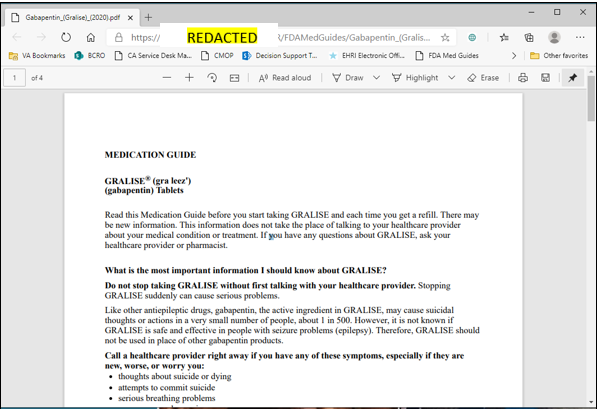 Gabapentin_(Gralise)_(2020).pdf
https:// REDACTED R/FDAMedGuides/Gabapentin_(Gralis...
VA Bookmarks BCRO CA Service Desk Ma... CMOP Decision Support T... EHRI Electronic Offi... FDA Med Guides Other favorites
1 of 4 Read aloud Draw Highlight Erase
MEDICATION GUIDE
GRALISE® (gra leez')
(gabapentin) Tablets
Read this Medication Guide before you start taking GRALISE and each time you get a refill. There may
be new information. This information does not take the place of talking to your healthcare provider
about your medical condition or treatment. If you have any questions about GRALISE, ask your
healthcare provider or pharmacist.
What is the most important information I should know about GRALISE?
Do not stop taking GRALISE without first talking with your healthcare provider. Stopping
GRALISE suddenly can cause serious problems.
Like other antiepileptic drugs, gabapentin, the active ingredient in GRALISE, may cause suicidal
thoughts or actions in a very small number of people, about 1 in 500. However, it is not known if
GRALISE is safe and effective in people with seizure problems (epilepsy). Therefore, GRALISE should
not be used in place of other gabapentin products.
Call a healthcare provider right away if you have any of these symptoms, especially if they are
new, worse, or worry you:
• thoughts about suicide or dying
• attempts to commit suicide
• serious breathing problems